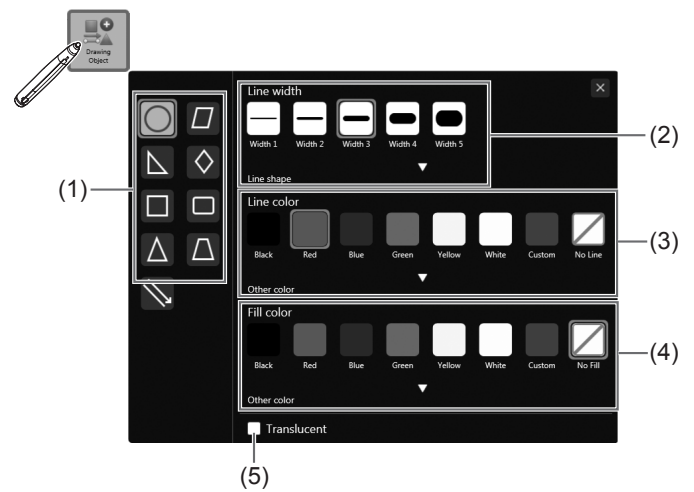 Drawing
Object
Line width
Width 1 Width 2 Width 3 Width 4 Width 5
(2)
Line shape
(1)
Line color
(3)
Black Red Blue Green Yellow White Custom No Line
Other color
Fill color
(4)
Black Red Blue Green Yellow White Custom No Fill
Other color
Translucent
(5)